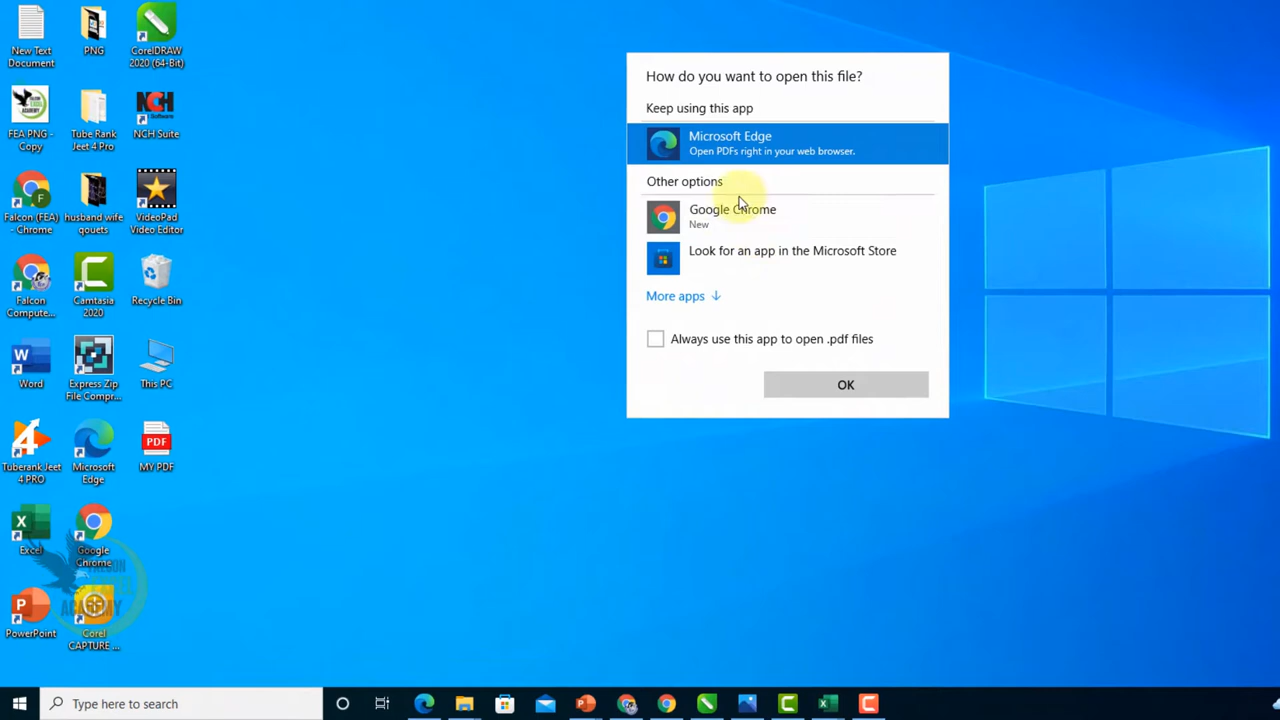 New Text
Document
PNG
CorelDRAW
2020 (64-Bit)
FEA PNG -
Copy
Tube Rank
Jeet 4 Pro
NCH
NCH Suite
F
Falcon (FEA)
- Chrome
husband wife
qouets
VideoPad
Video Editor
Falcon
Compute...
Camtasia
2020
Recycle Bin
Word
Express Zip
File Compr...
This PC
Tuberank Jeet
4 PRO
Microsoft
Edge
PDF
MY PDF
Excel
Google
Chrome
ACADEMY
PowerPoint
Corel
CAPTURE ...
How do you want to open this file?
Keep using this app
Microsoft Edge
Open PDFs right in your web browser.
Other options
Google Chrome
New
Look for an app in the Microsoft Store
More apps
Always use this app to open .pdf files
OK
Type here to search